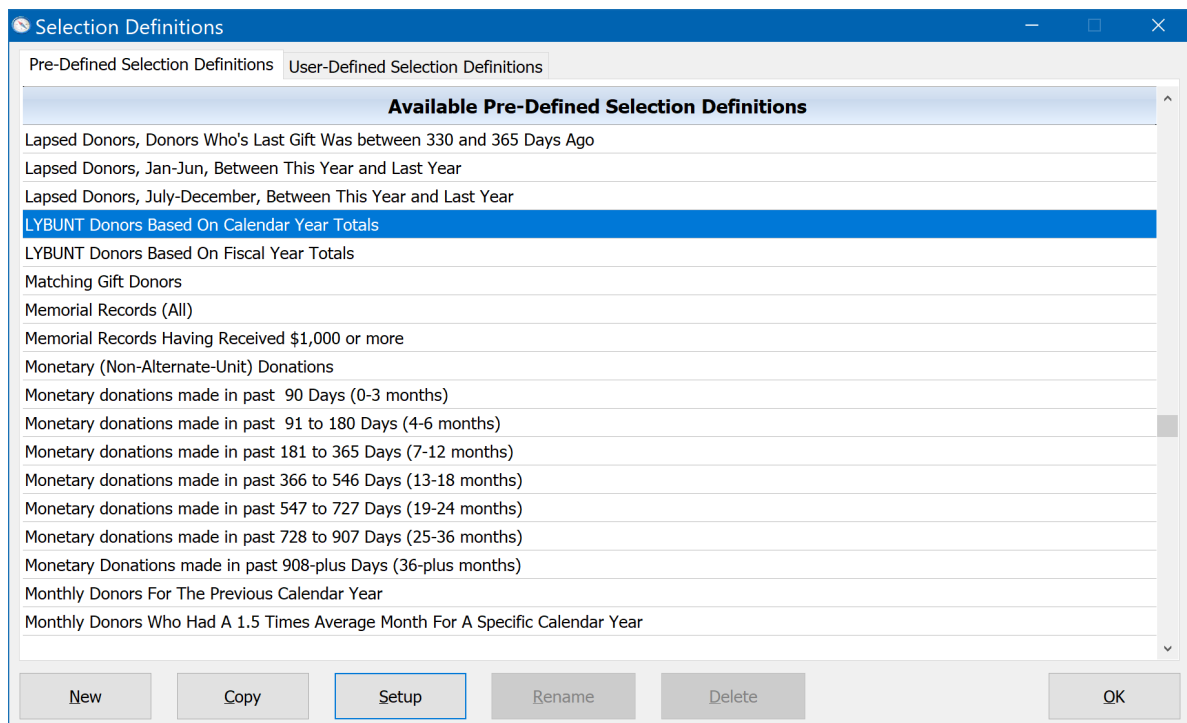 Selection Definitions
Pre-Defined Selection Definitions User-Defined Selection Definitions
Available Pre-Defined Selection Definitions
Lapsed Donors, Donors Who's Last Gift Was between 330 and 365 Days Ago
Lapsed Donors, Jan-Jun, Between This Year and Last Year
Lapsed Donors, July-December, Between This Year and Last Year
LYBUNT Donors Based On Calendar Year Totals
LYBUNT Donors Based On Fiscal Year Totals
Matching Gift Donors
Memorial Records (All)
Memorial Records Having Received $1,000 or more
Monetary (Non-Alternate-Unit) Donations
Monetary donations made in past  90 Days (0-3 months)
Monetary donations made in past  91 to 180 Days (4-6 months)
Monetary donations made in past 181 to 365 Days (7-12 months)
Monetary donations made in past 366 to 546 Days (13-18 months)
Monetary donations made in past 547 to 727 Days (19-24 months)
Monetary donations made in past 728 to 907 Days (25-36 months)
Monetary Donations made in past 908-plus Days (36-plus months)
Monthly Donors For The Previous Calendar Year
Monthly Donors Who Had A 1.5 Times Average Month For A Specific Calendar Year
New Copy Setup Rename Delete OK